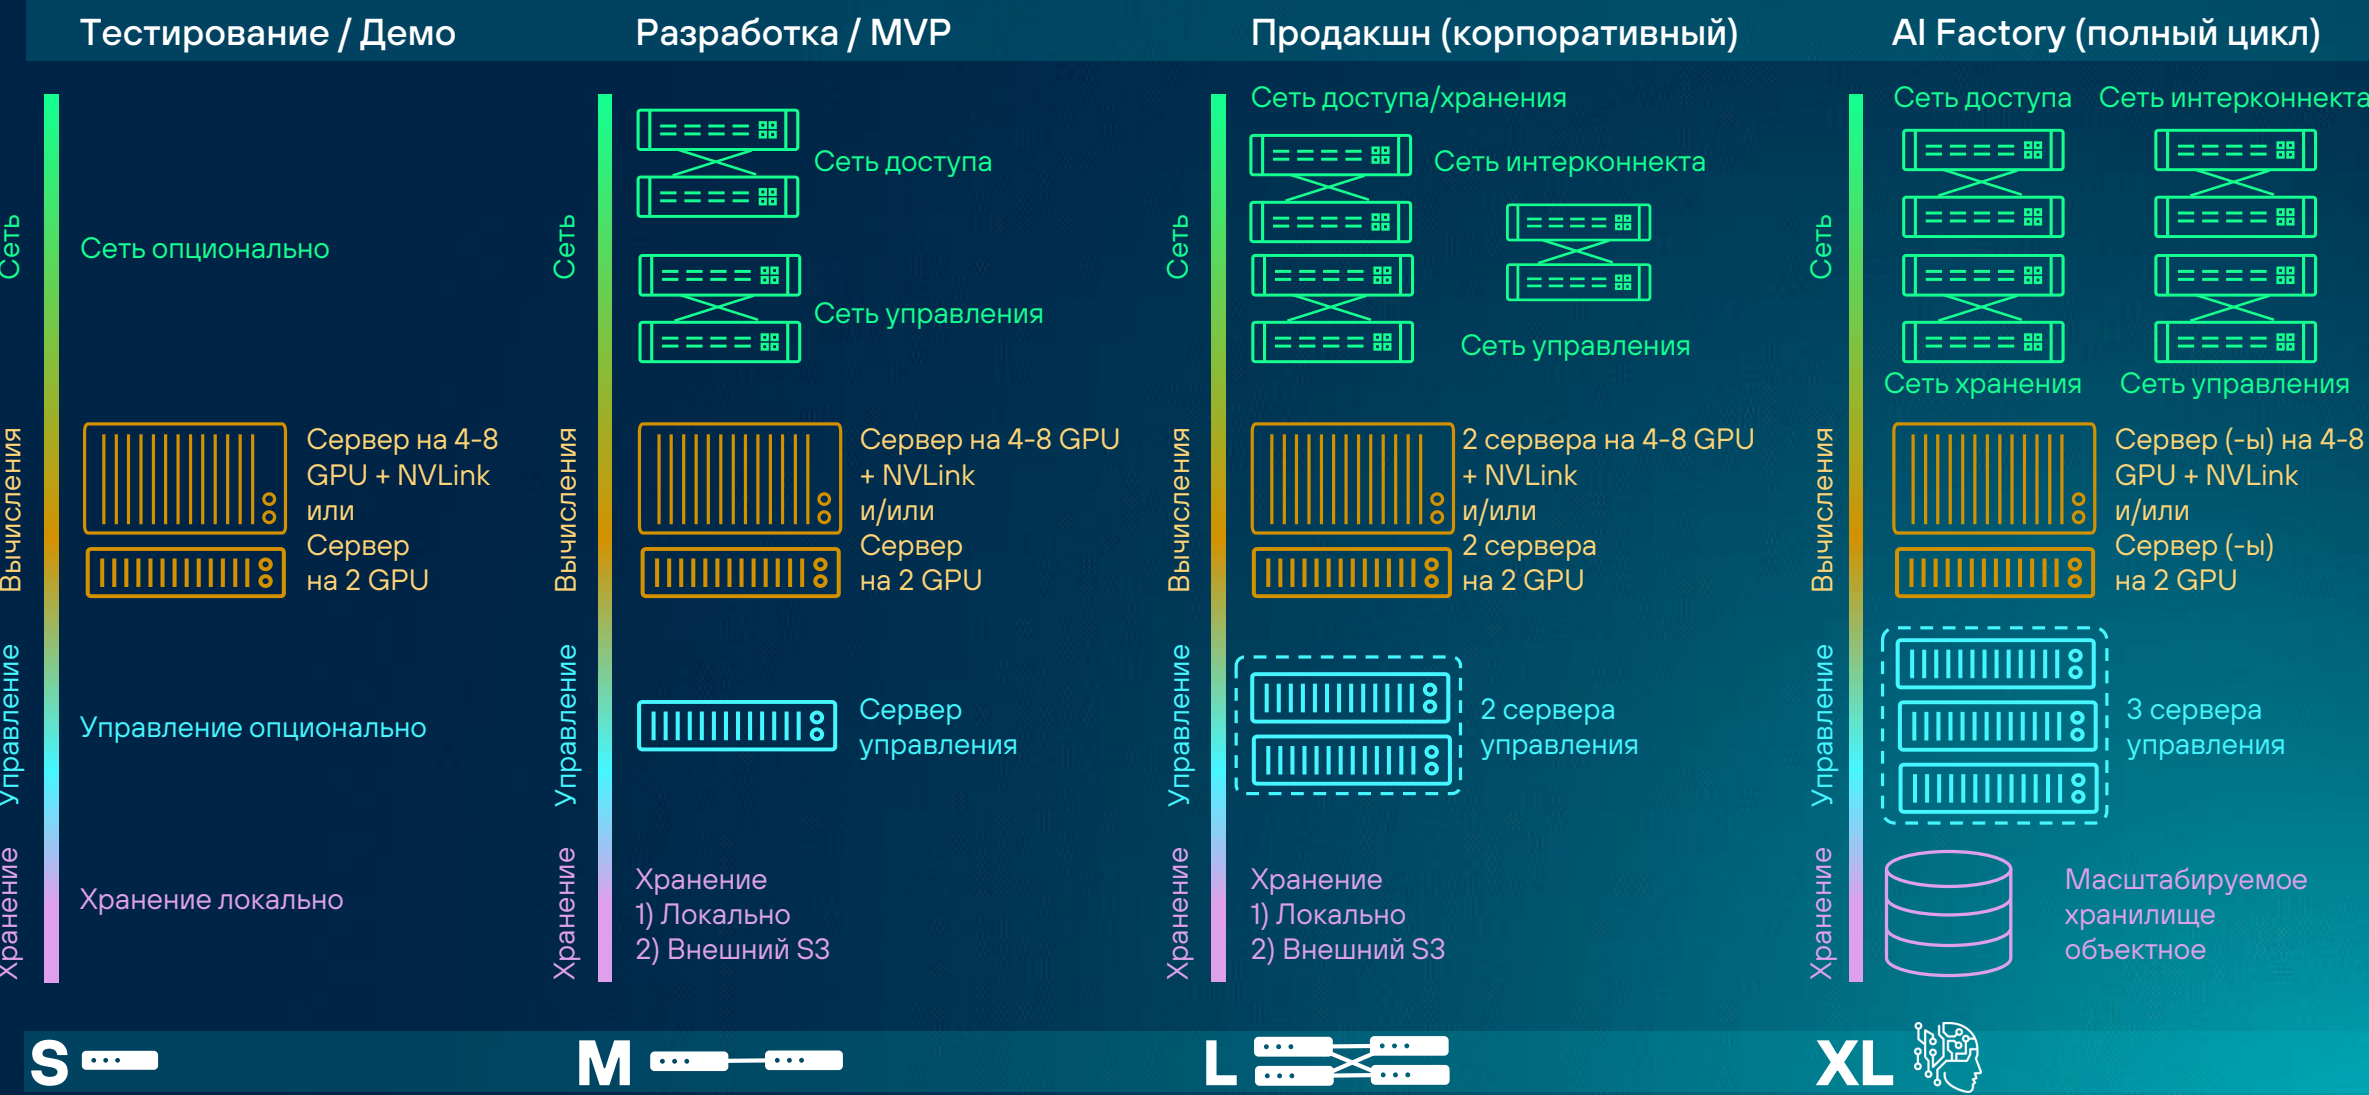 Тестирование / Демо
Сеть
Сеть опционально
Вычисления
Сервер на 4-8
GPU + NVLink
или
Сервер
на 2 GPU
Управление
Управление опционально
Хранение
Хранение локально
S
Разработка / MVP
Сеть
Сеть доступа
Сеть управления
Вычисления
Сервер на 4-8 GPU
+ NVLink
и/или
Сервер
на 2 GPU
Управление
Сервер
управления
Хранение
Хранение
1) Локально
2) Внешний S3
M
Продакшн (корпоративный)
Сеть
Сеть доступа/хранения
Сеть интерконнекта
Сеть управления
Вычисления
2 сервера на 4-8 GPU
+ NVLink
и/или
2 сервера
на 2 GPU
Управление
2 сервера
управления
Хранение
Хранение
1) Локально
2) Внешний S3
L
AI Factory (полный цикл)
Сеть
Сеть доступа
Сеть интерконнекта
Сеть хранения
Сеть управления
Вычисления
Сервер (-ы) на 4-8
GPU + NVLink
и/или
Сервер (-ы)
на 2 GPU
Управление
3 сервера
управления
Хранение
Масштабируемое
хранилище
объектное
XL